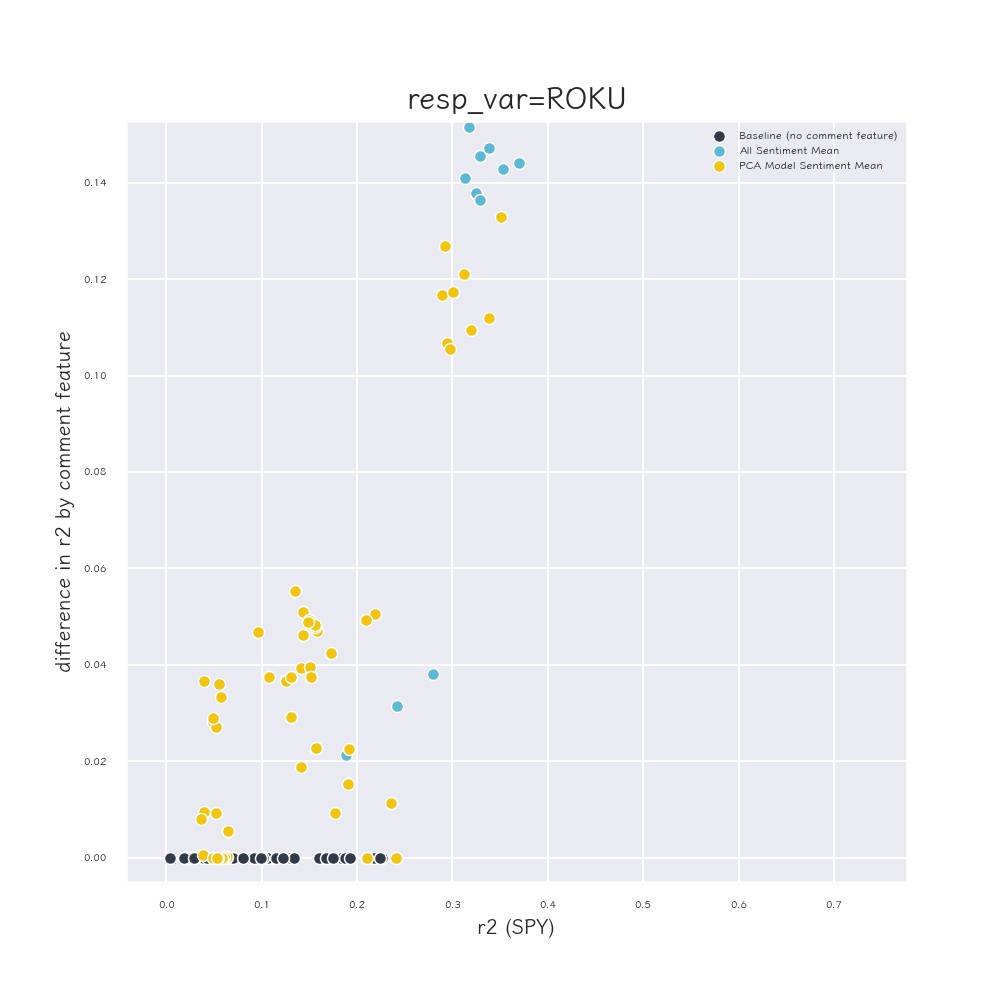 resp_var=ROKU
Baseline (no comment feature)
All Sentiment Mean
PCA Model Sentiment Mean
difference in r2 by comment feature
0.14
0.12
0.10
0.08
0.06
0.04
0.02
0.00
0.0 0.1 0.2 0.3 0.4 0.5 0.6 0.7
r2 (SPY)